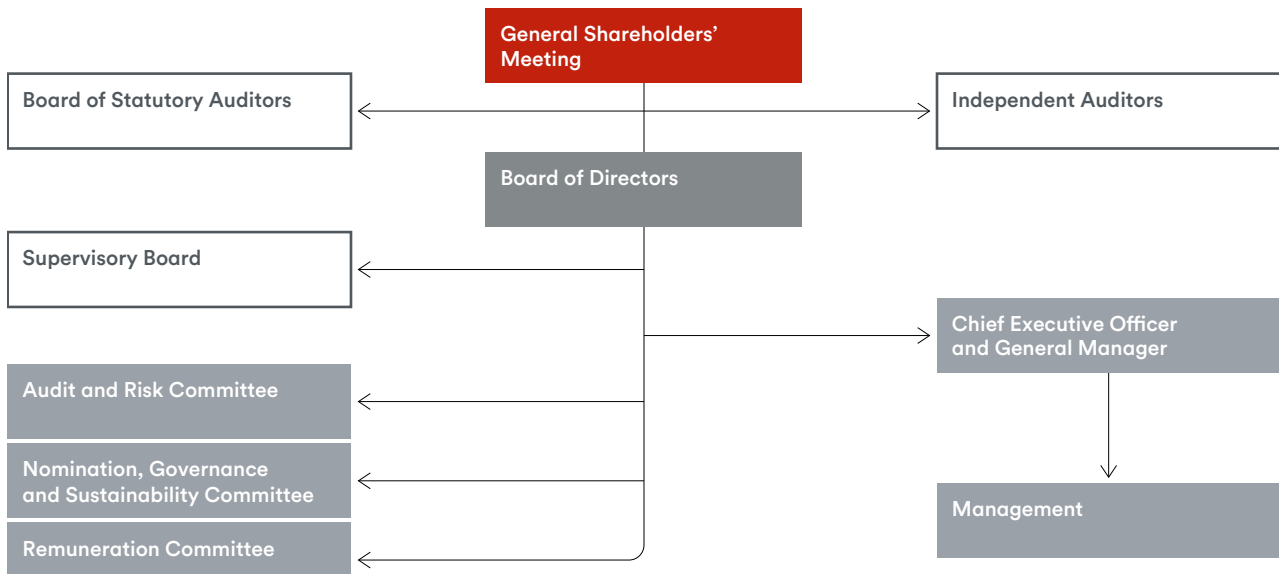 General Shareholders’
Meeting
Board of Statutory Auditors
Independent Auditors
Board of Directors
Supervisory Board
Chief Executive Officer
and General Manager
Audit and Risk Committee
Nomination, Governance
and Sustainability Committee
Management
Remuneration Committee